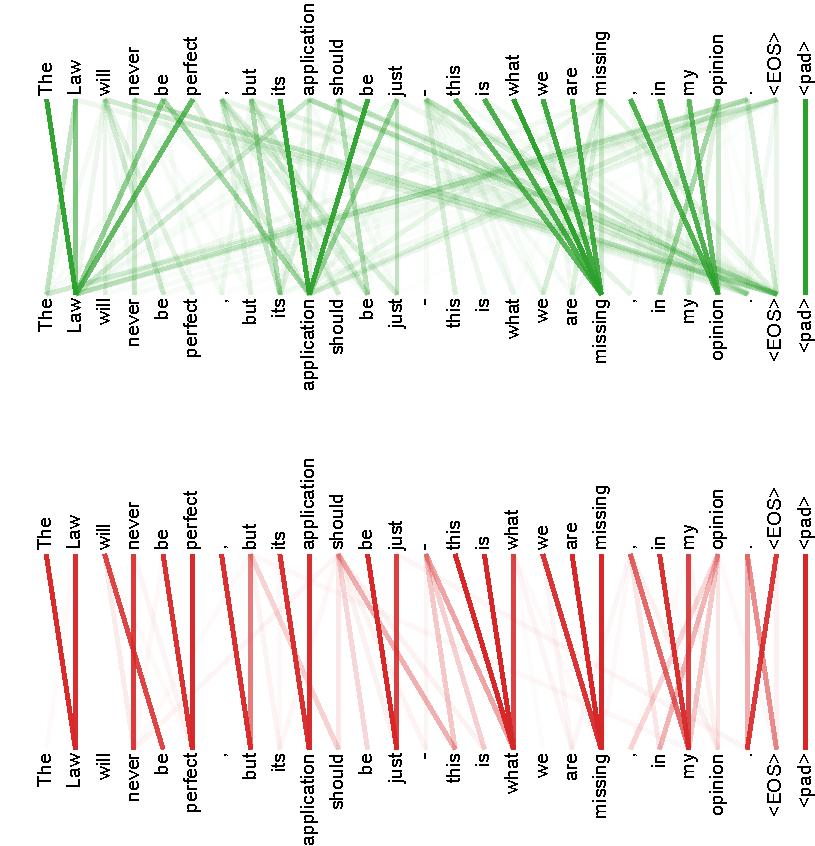 The Law will never be perfect , but its application should be just - this is what we are missing , in my opinion . <EOS> <pad>
The Law will never be perfect , but its application should be just - this is what we are missing , in my opinion . <EOS> <pad>
The Law will never be perfect , but its application should be just - this is what we are missing , in my opinion . <EOS> <pad>
The Law will never be perfect , but its application should be just - this is what we are missing , in my opinion . <EOS> <pad>